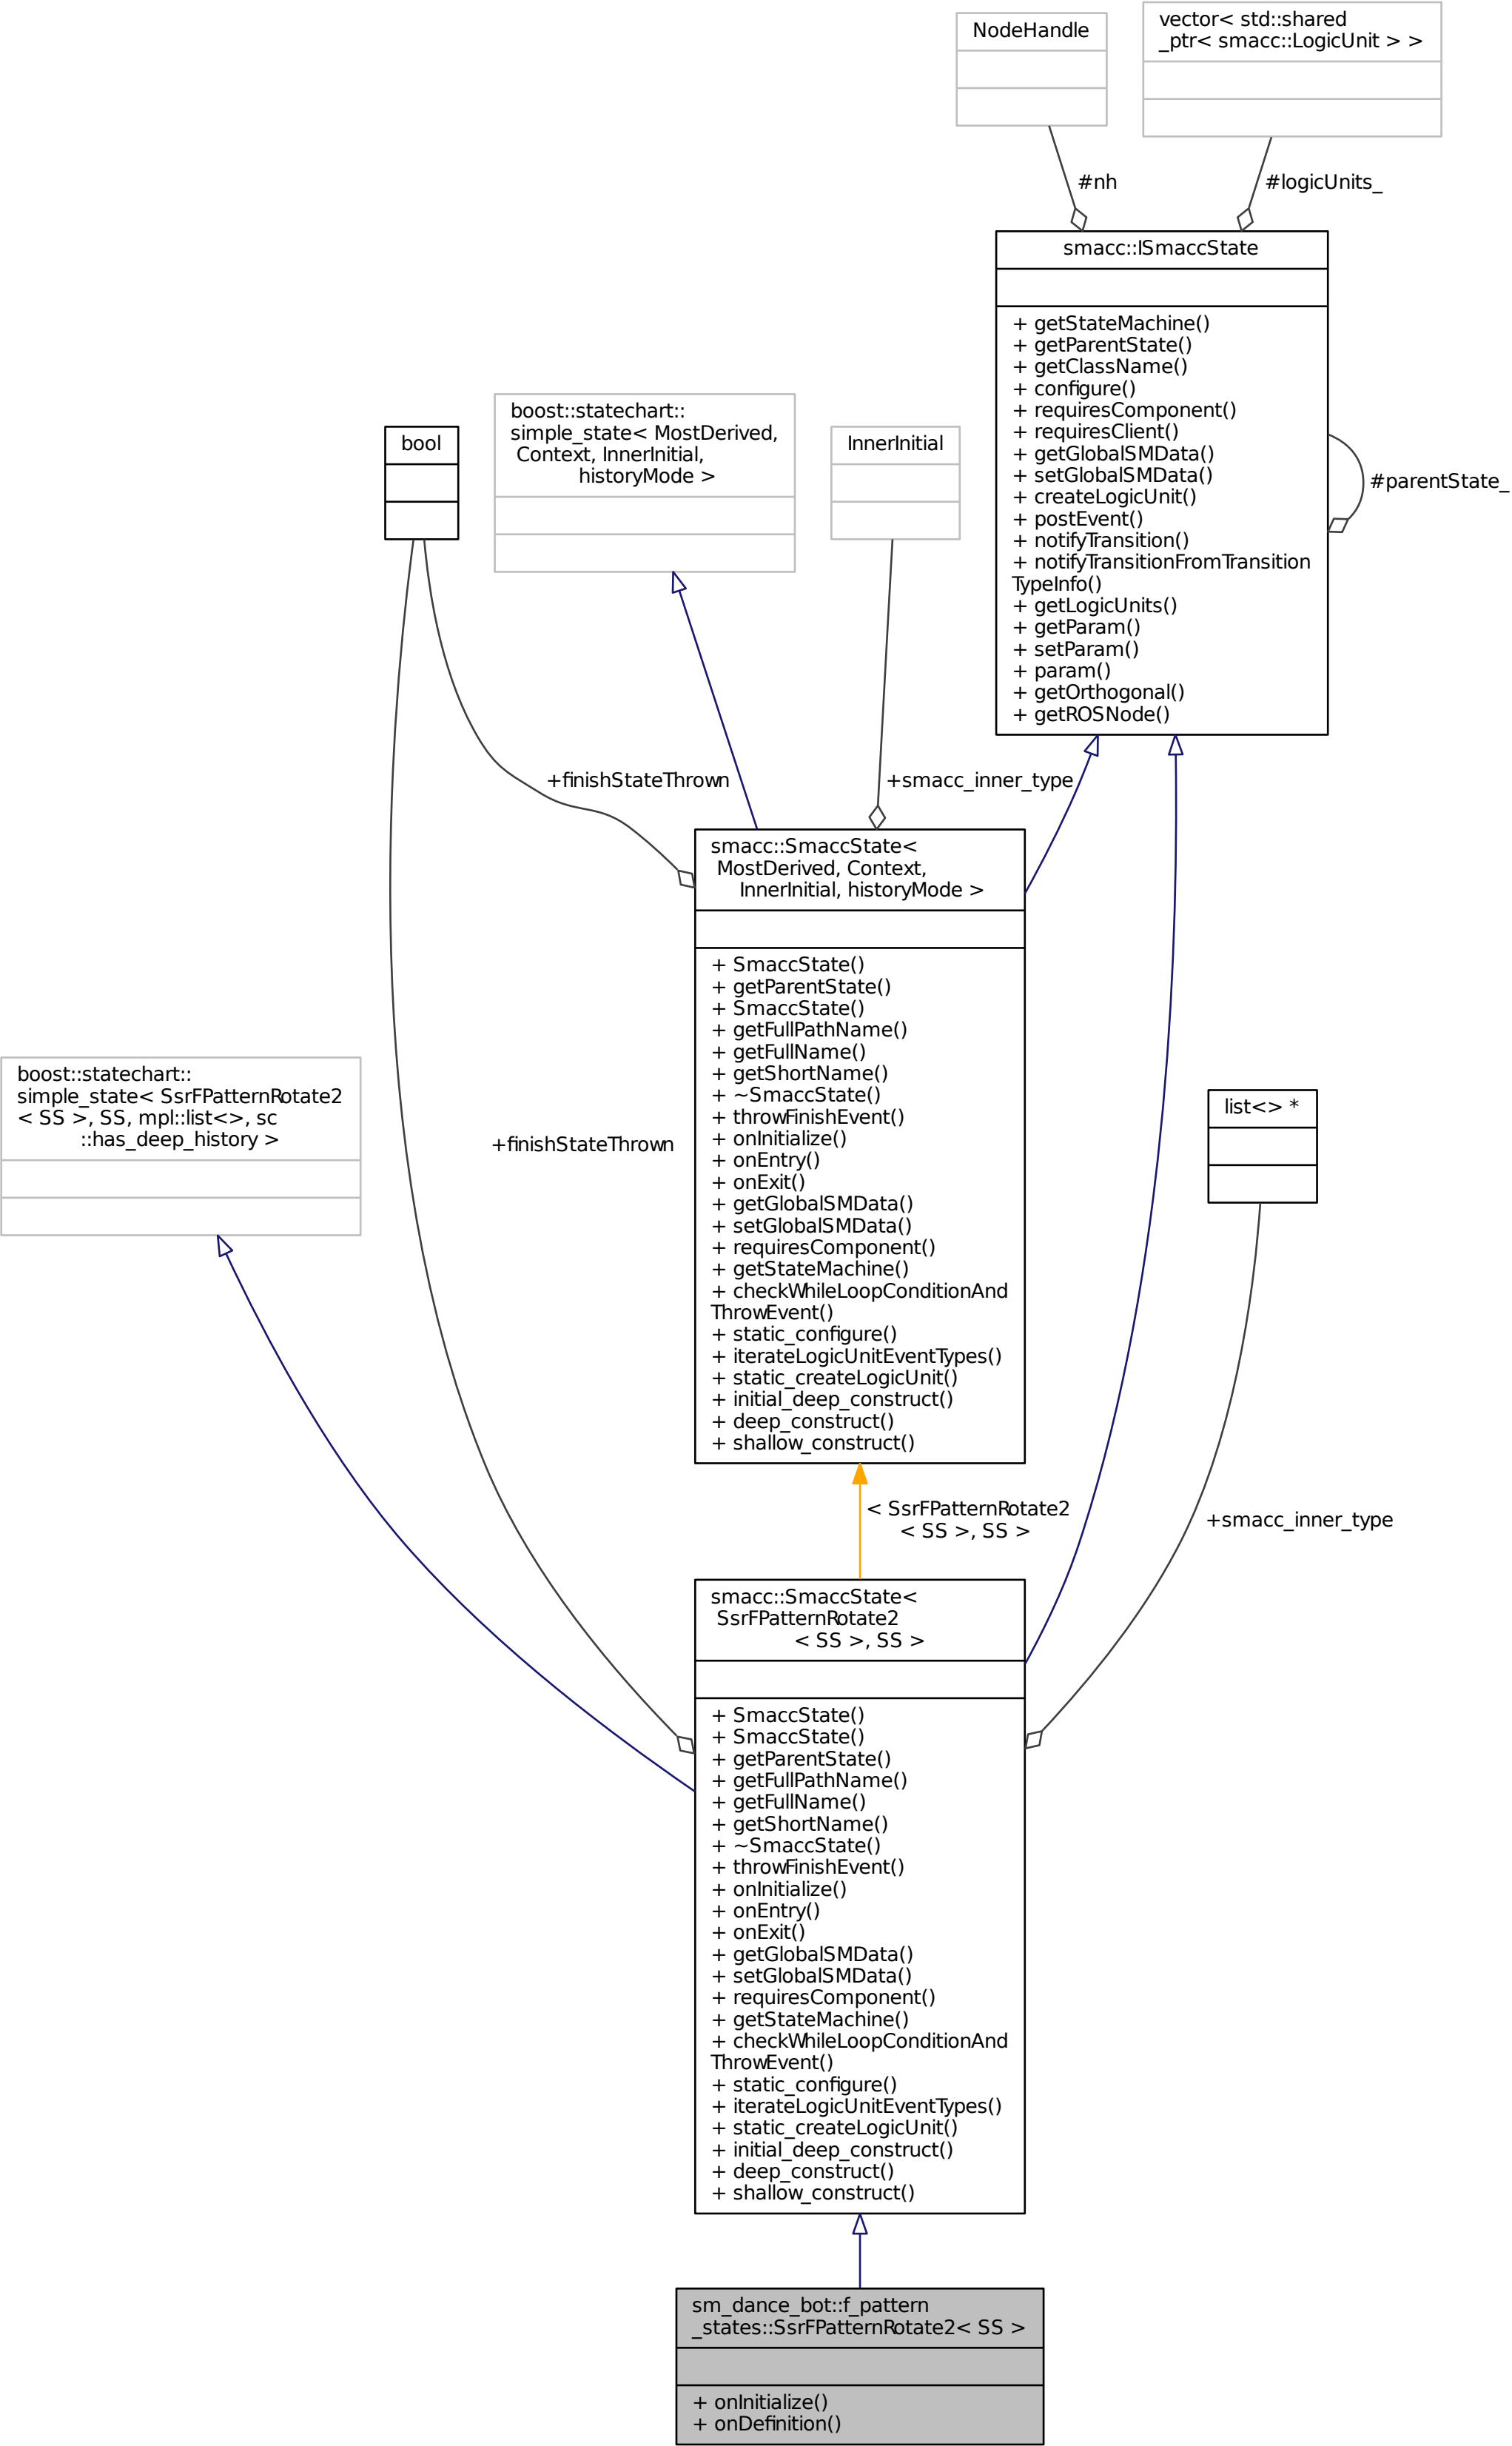 NodeHandle
vector< std::shared
_ptr< smacc::LogicUnit > >
#nh
#logicUnits_
smacc::ISmaccState
+ getStateMachine()
+ getParentState()
+ getClassName()
+ configure()
+ requiresComponent()
+ requiresClient()
+ getGlobalSMData()
+ setGlobalSMData()
+ createLogicUnit()
+ postEvent()
+ notifyTransition()
+ notifyTransitionFromTransition
TypeInfo()
+ getLogicUnits()
+ getParam()
+ setParam()
+ param()
+ getOrthogonal()
+ getROSNode()
#parentState_
bool
boost::statechart::
simple_state< MostDerived,
Context, InnerInitial,
historyMode >
InnerInitial
+finishStateThrown
+smacc_inner_type
smacc::SmaccState<
MostDerived, Context,
InnerInitial, historyMode >
+ SmaccState()
+ getParentState()
+ SmaccState()
+ getFullPathName()
+ getFullName()
+ getShortName()
+ ~SmaccState()
+ throwFinishEvent()
+ onInitialize()
+ onEntry()
+ onExit()
+ getGlobalSMData()
+ setGlobalSMData()
+ requiresComponent()
+ getStateMachine()
+ checkWhileLoopConditionAnd
ThrowEvent()
+ static_configure()
+ iterateLogicUnitEventTypes()
+ static_createLogicUnit()
+ initial_deep_construct()
+ deep_construct()
+ shallow_construct()
boost::statechart::
simple_state< SsrFPatternRotate2
< SS >, SS, mpl::list<>, sc
::has_deep_history >
+finishStateThrown
list<> *
< SsrFPatternRotate2
< SS >, SS >
+smacc_inner_type
smacc::SmaccState<
SsrFPatternRotate2
< SS >, SS >
+ SmaccState()
+ SmaccState()
+ getParentState()
+ getFullPathName()
+ getFullName()
+ getShortName()
+ ~SmaccState()
+ throwFinishEvent()
+ onInitialize()
+ onEntry()
+ onExit()
+ getGlobalSMData()
+ setGlobalSMData()
+ requiresComponent()
+ getStateMachine()
+ checkWhileLoopConditionAnd
ThrowEvent()
+ static_configure()
+ iterateLogicUnitEventTypes()
+ static_createLogicUnit()
+ initial_deep_construct()
+ deep_construct()
+ shallow_construct()
sm_dance_bot::f_pattern
_states::SsrFPatternRotate2< SS >
+ onInitialize()
+ onDefinition()